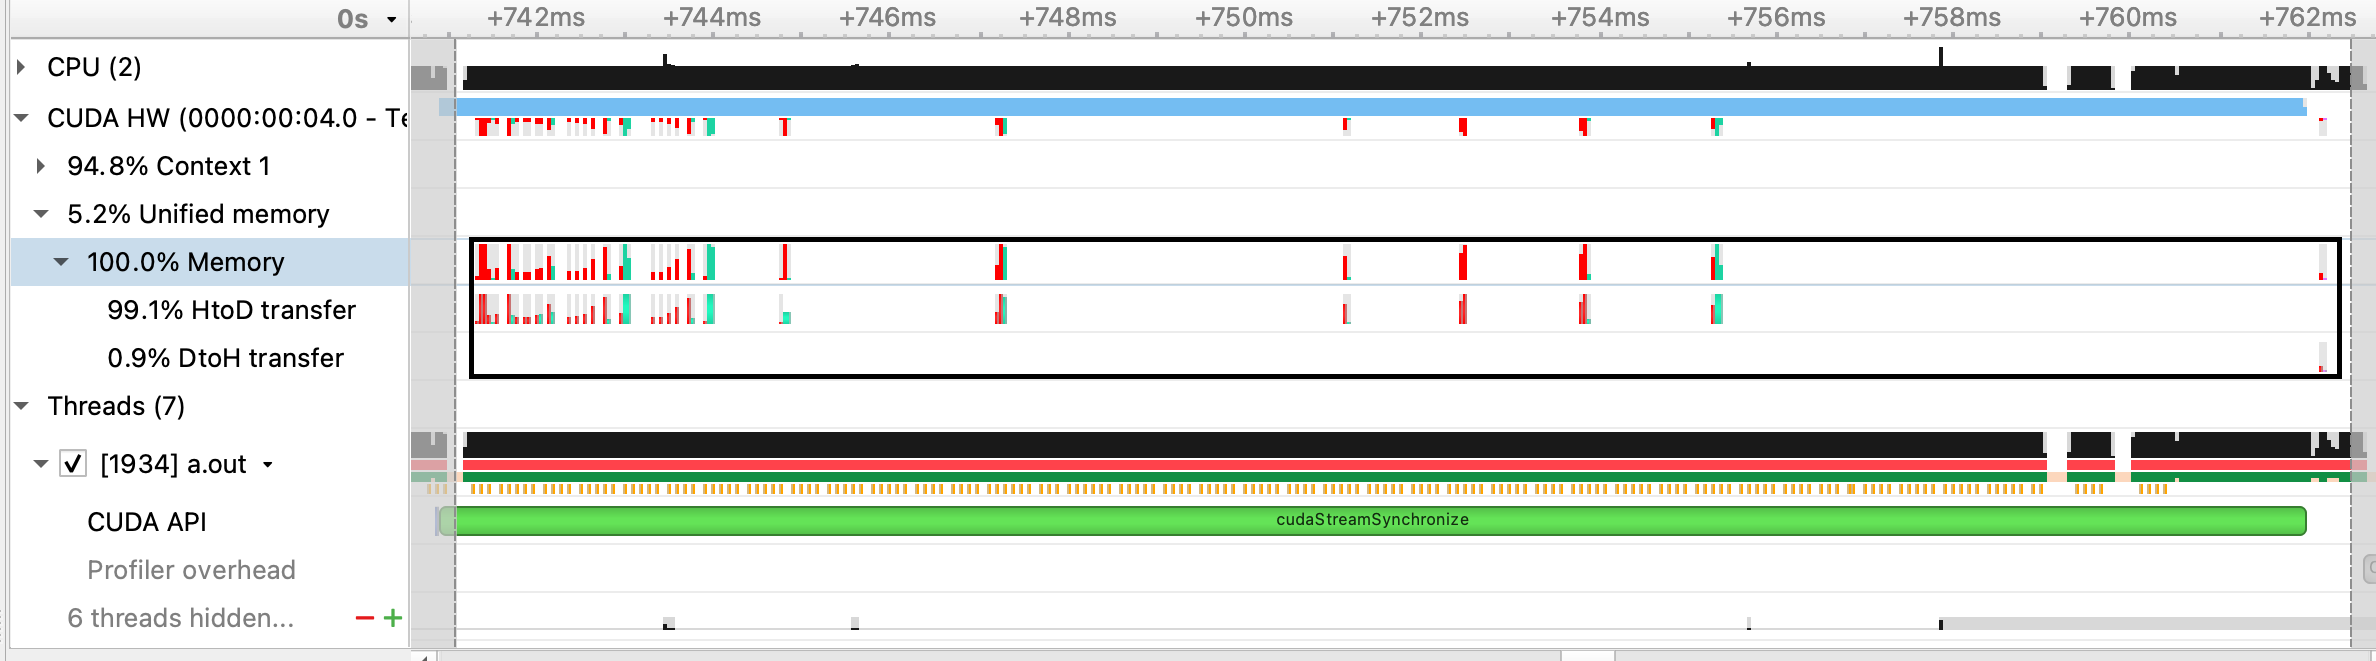 0s +742ms +744ms +746ms +748ms +750ms +752ms +754ms +756ms +758ms +760ms +762ms
CPU (2)
CUDA HW (0000:00:04.0 - Te
94.8% Context 1
5.2% Unified memory
100.0% Memory
99.1% HtoD transfer
0.9% DtoH transfer
Threads (7)
[1934] a.out
CUDA API cudaStreamSynchronize
Profiler overhead
6 threads hidden...